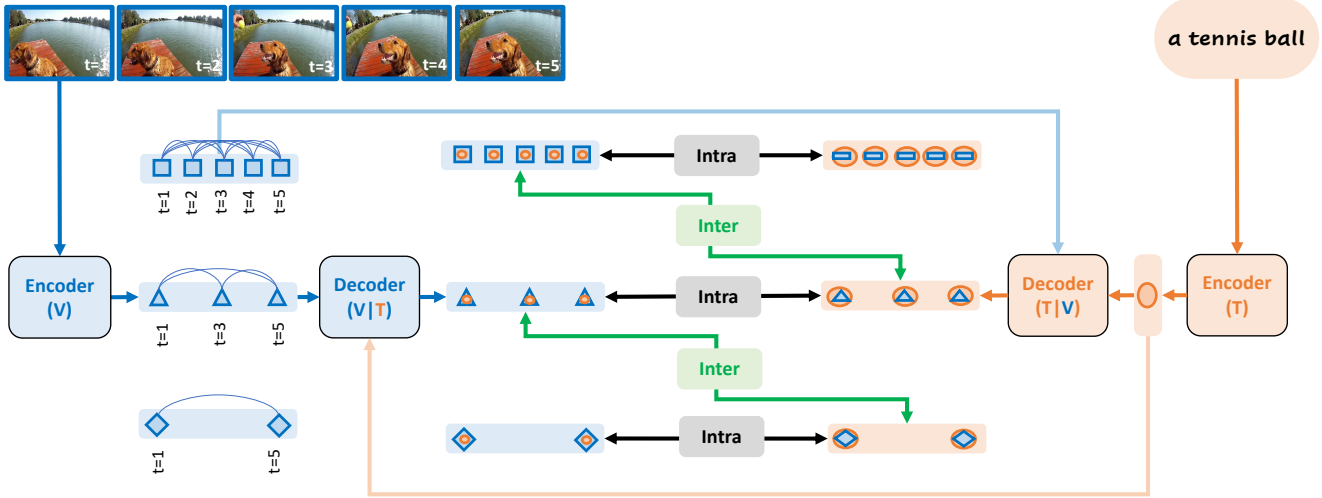 t=1
t=2
t=3
t=4
t=5
a tennis ball
Intra
t=1
t=2
t=3
t=4
t=5
Inter
Encoder
(V)
Decoder
(V|T)
Intra
Decoder
(T|V)
Encoder
(T)
t=1
t=3
t=5
Inter
Intra
t=1
t=5